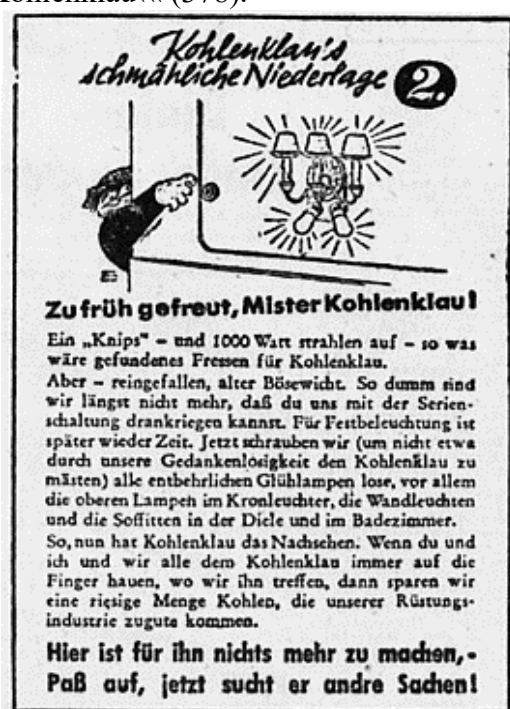 Kohlenklau“ (378).
Kohlenklau's
schmähliche Niederlage 2.
Zu früh gefreut, Mister Kohlenklau!
Ein „Knips“ – und 1000 Watt strahlen auf – so was
wäre gefundenes Fressen für Kohlenklau.
Aber – reingefallen, alter Bösewicht. So dumm sind
wir längst nicht mehr, daß du uns mit der Serien-
schaltung drankriegen kannst. Für Festbeleuchtung ist
später wieder Zeit. Jetzt schrauben wir (um nicht etwa
durch unsere Gedankenlosigkeit den Kohlenklau zu
mästen) alle entbehrlichen Glühlampen lose, vor allem
die oberen Lampen im Kronleuchter, die Wandleuchten
und die Soffitten in der Diele und im Badezimmer.
So, nun hat Kohlenklau das Nachsehen. Wenn du und
ich und wir alle dem Kohlenklau immer auf die
Finger hauen, wo wir ihn treffen, dann sparen wir
eine riesige Menge Kohlen, die unserer Rüstungs-
industrie zugute kommen.
Hier ist für ihn nichts mehr zu machen,-
Paß auf, jetzt sucht er andre Sachen!